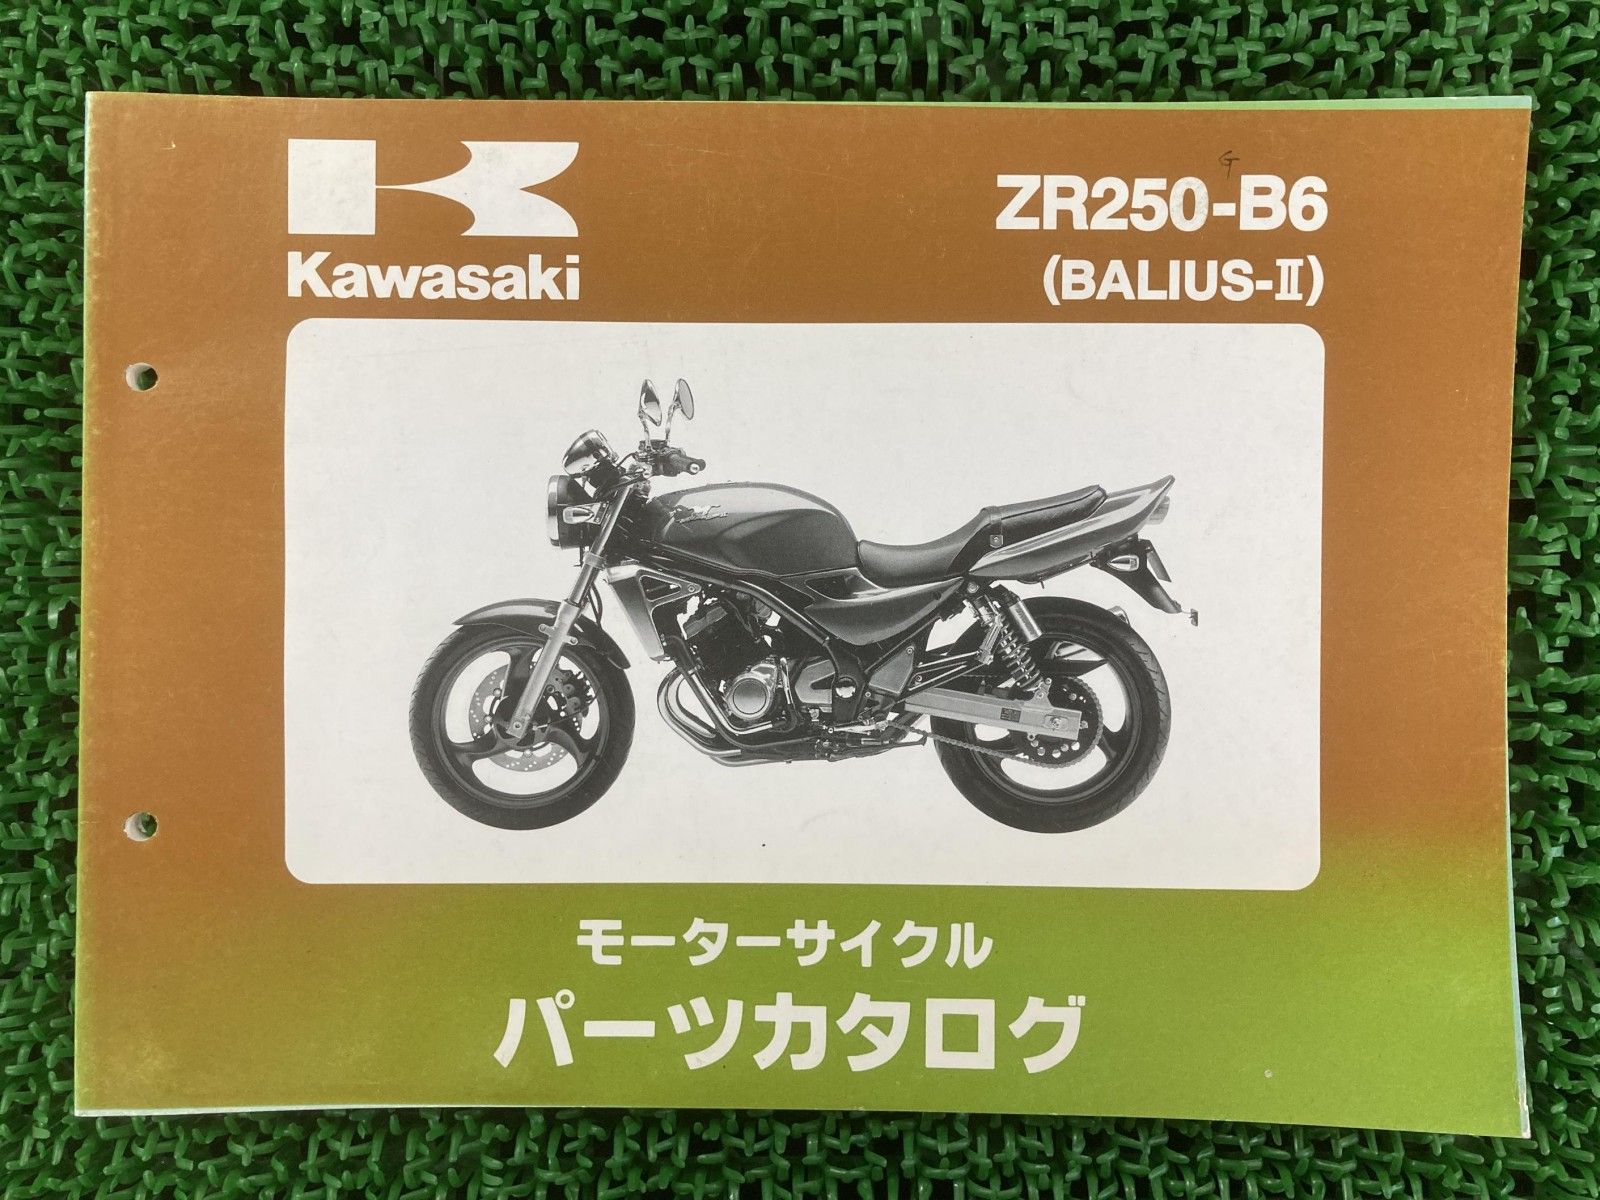 Kawasaki
G
ZR250-B6
(BALIUS-Ⅱ)
モーターサイクル
パーツカタログ